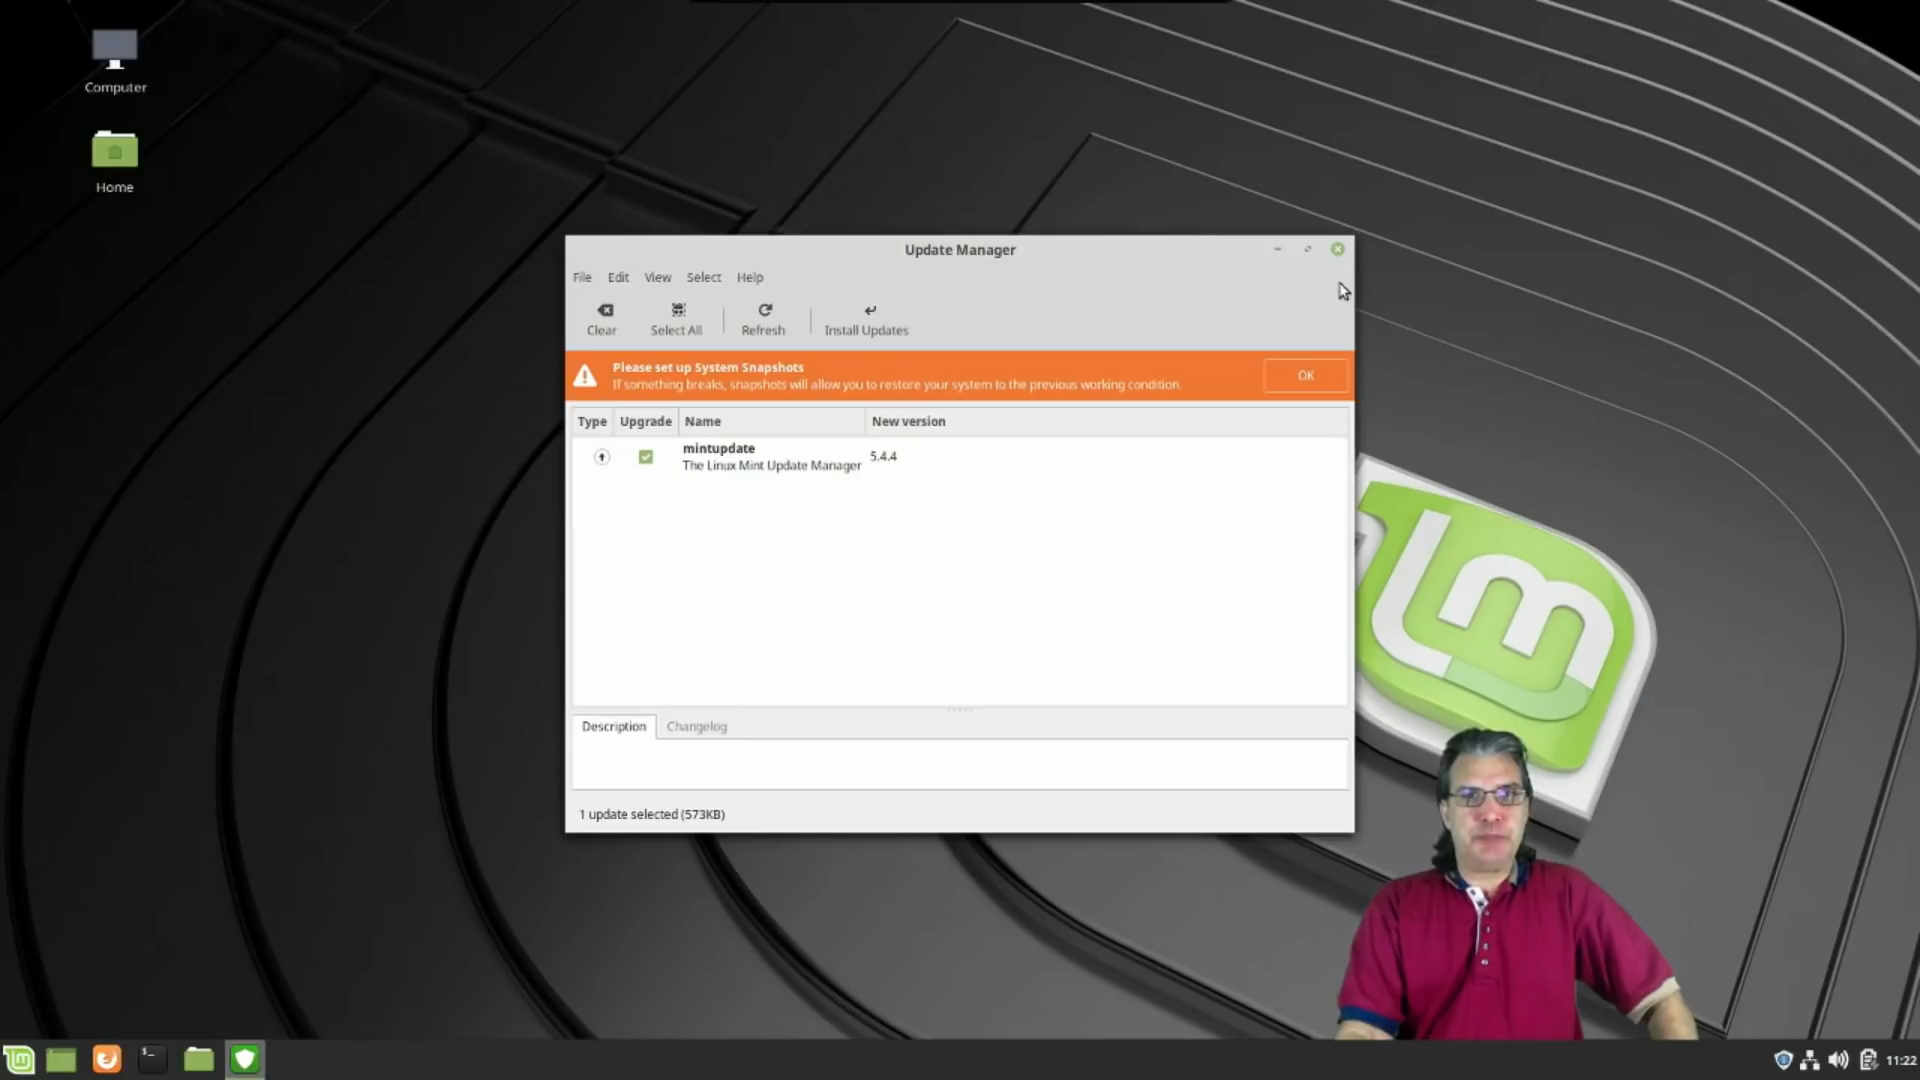 Computer
Home
Update Manager
File Edit View Select Help
Clear Select All Refresh Install Updates
Please set up System Snapshots
If something breaks, snapshots will allow you to restore your system to the previous working condition.
OK
Type Upgrade Name New version
mintupdate
The Linux Mint Update Manager
5.4.4
Description Changelog
1 update selected (573KB)
11:22